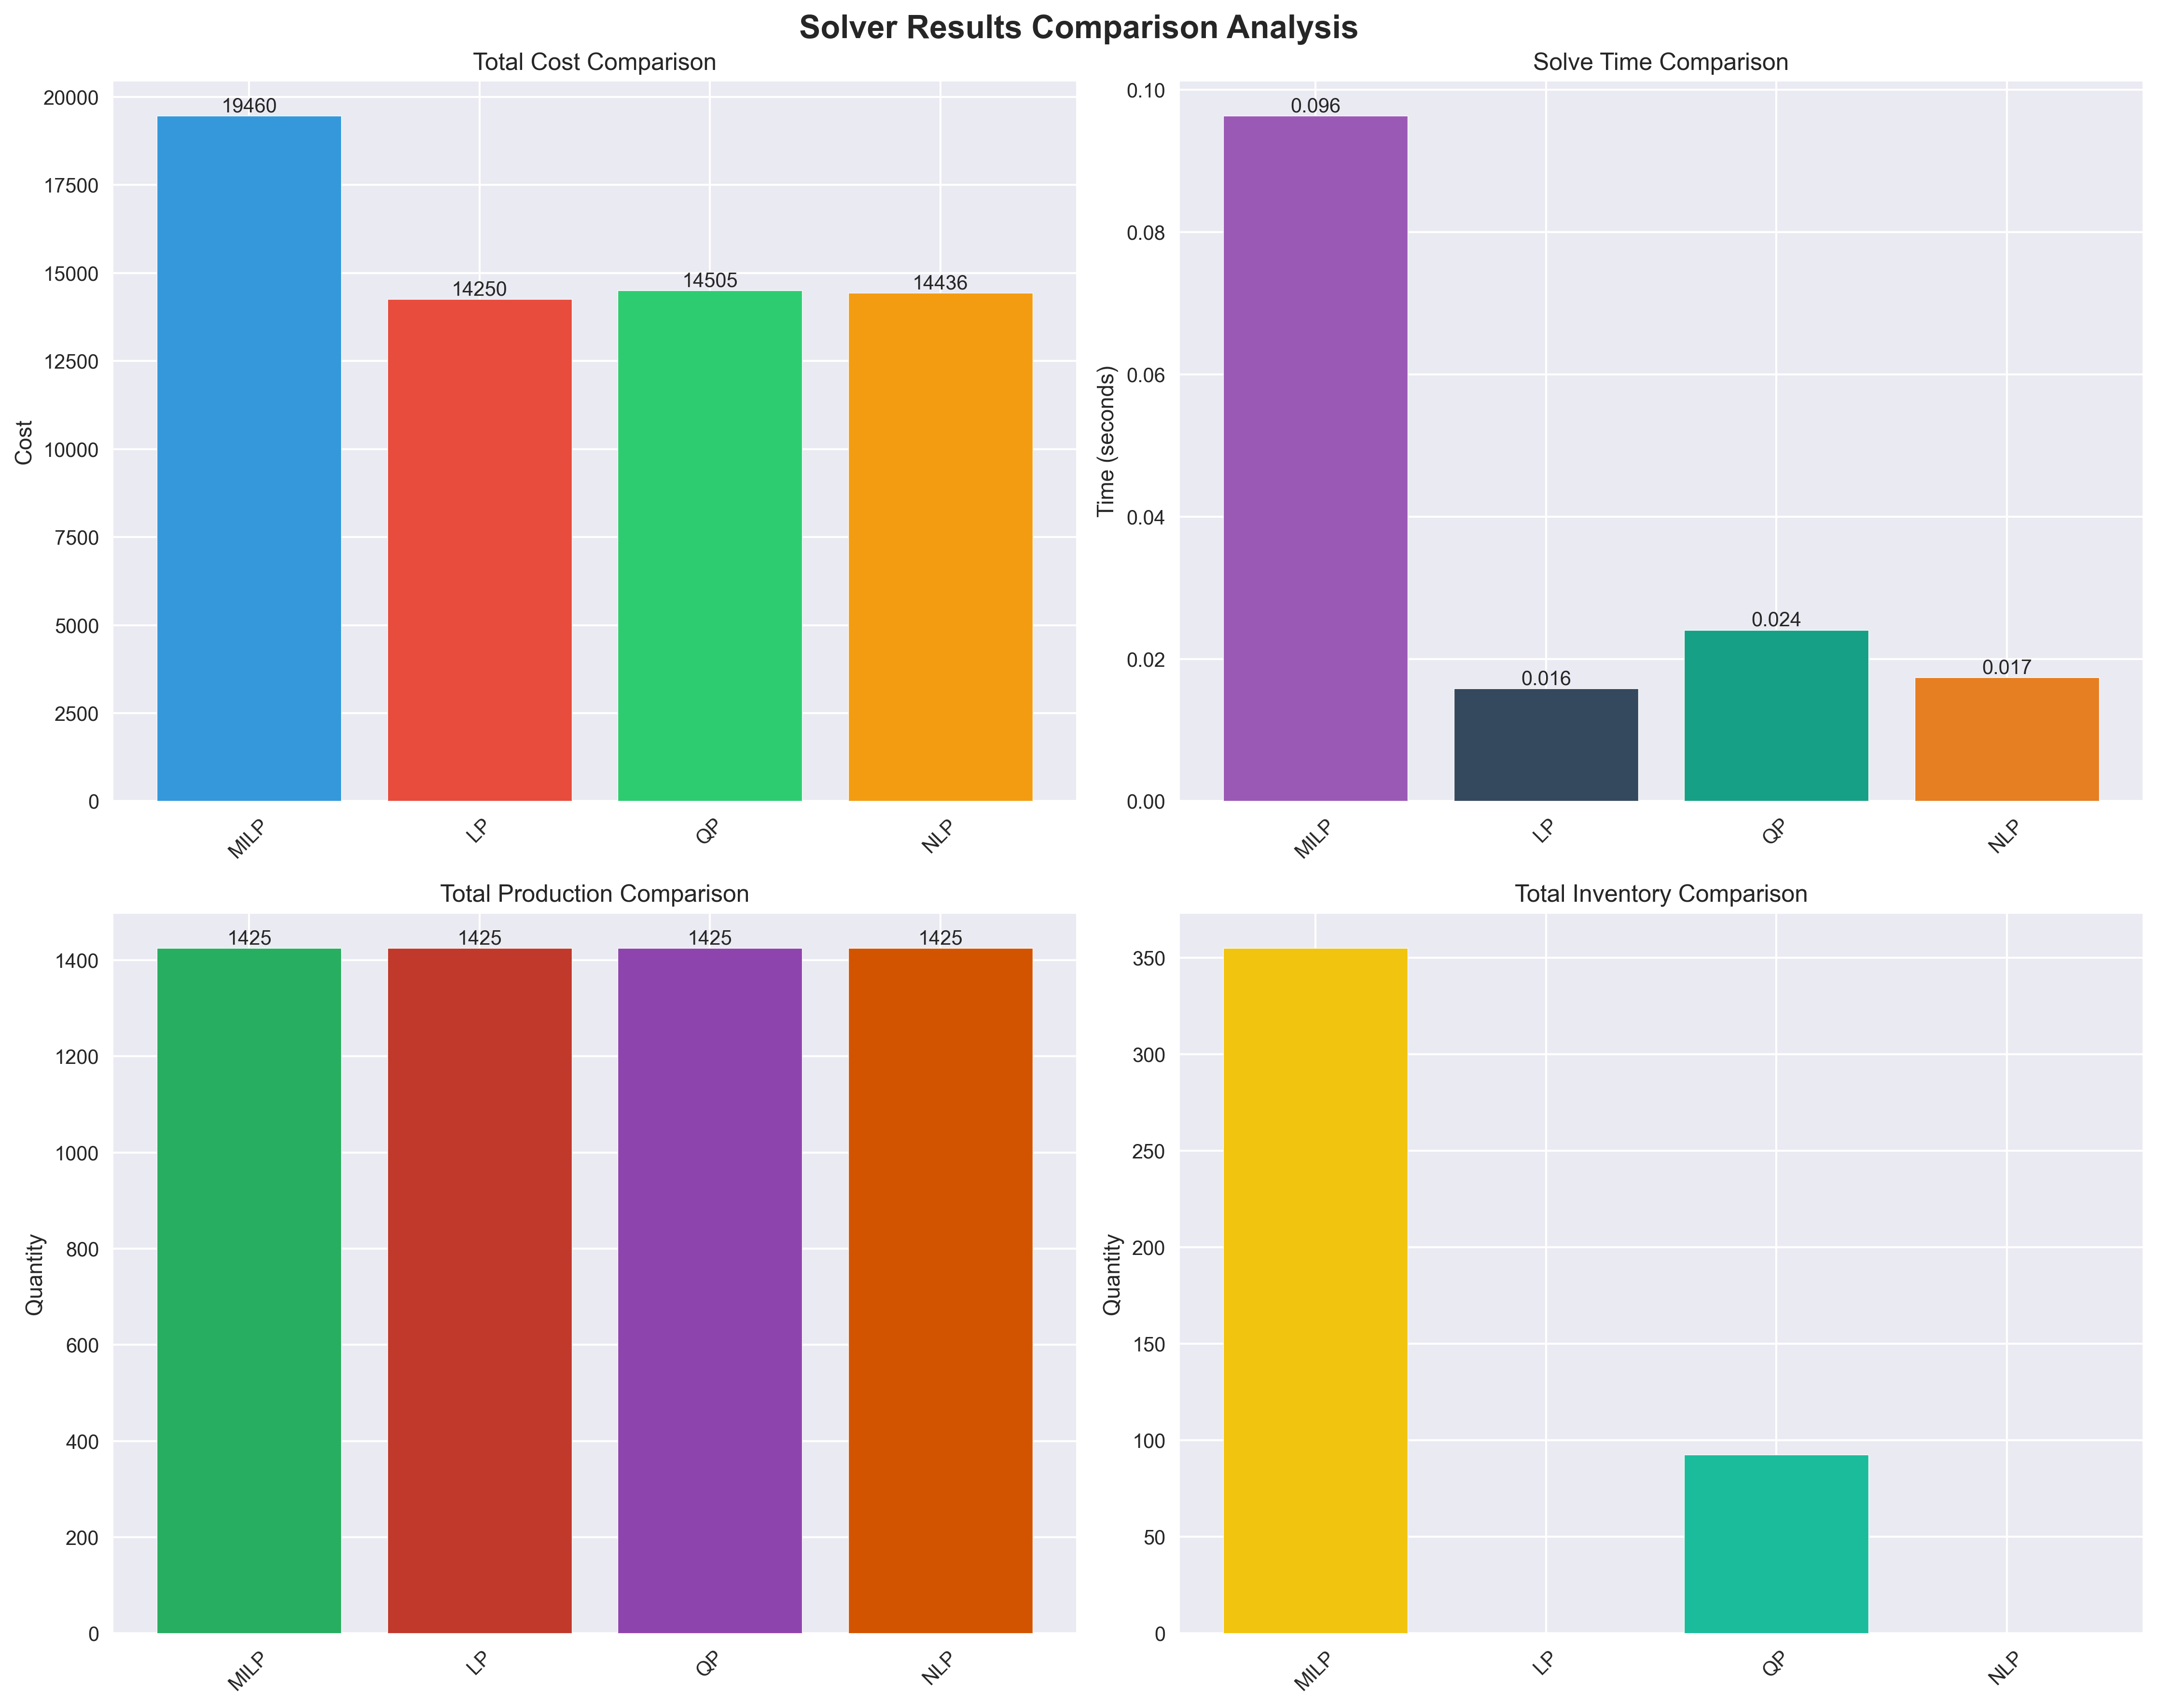 Solver Results Comparison Analysis
Total Cost Comparison
Cost
20000
17500
15000
12500
10000
7500
5000
2500
0
19460
14250
14505
14436
MILP
LP
QP
NLP
Solve Time Comparison
Time (seconds)
0.10
0.08
0.06
0.04
0.02
0.00
0.096
0.016
0.024
0.017
MILP
LP
QP
NLP
Total Production Comparison
Quantity
1400
1200
1000
800
600
400
200
0
1425
1425
1425
1425
MILP
LP
QP
NLP
Total Inventory Comparison
Quantity
350
300
250
200
150
100
50
0
MILP
LP
QP
NLP